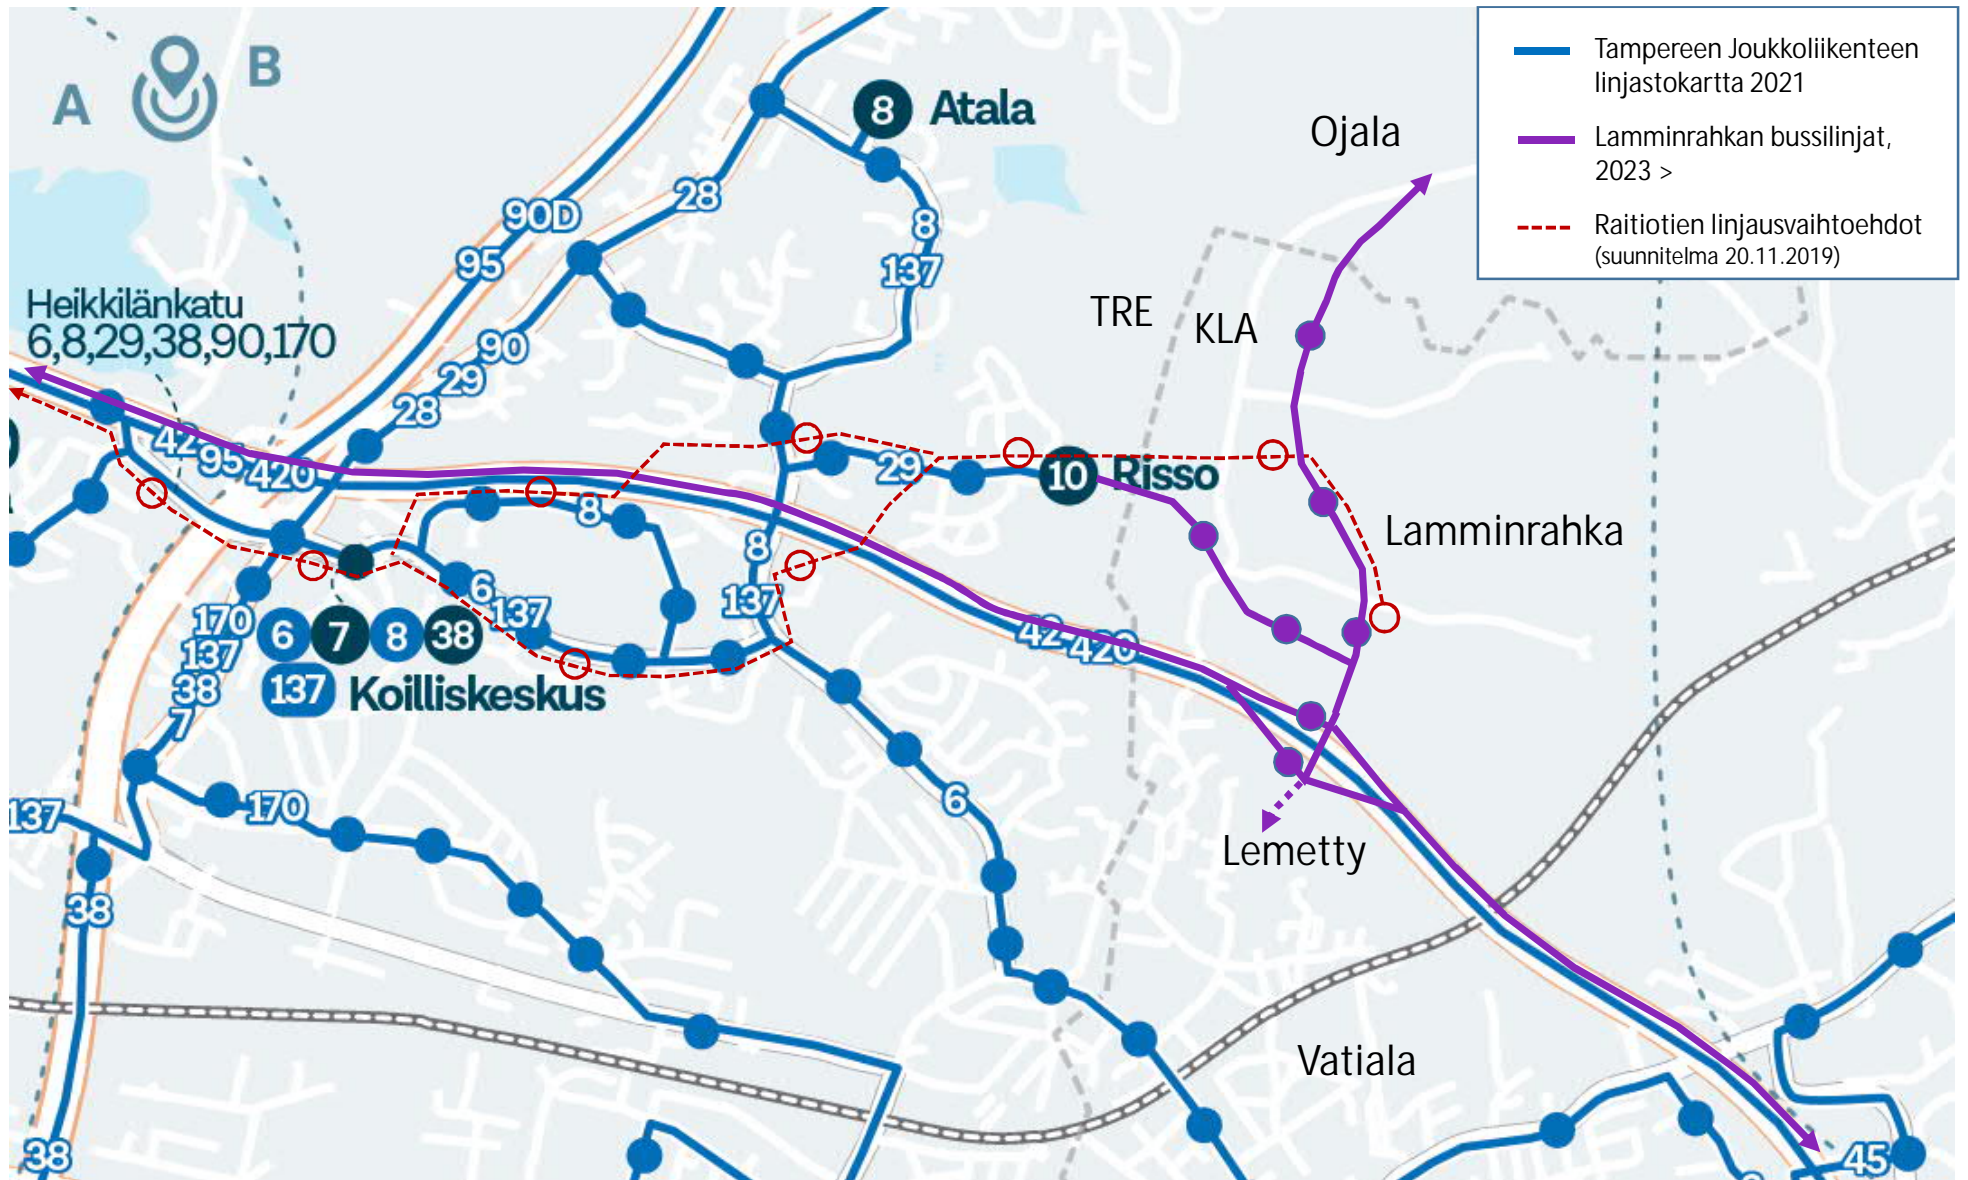 A
B
8 Atala
Ojala
Tampereen Joukkoliikenteen
linjastokartta 2021
Lamminrahkan bussilinjat,
2023 >
Raitiotien linjausvaihtoehdot
(suunnitelma 20.11.2019)
28
90D
8
95
137
Heikkilänkatu
6,8,29,38,90,170
TRE
KLA
90
29
28
42
95
420
29
10 Risso
8
Lamminrahka
8
6
137
137
170
6 7 8 38
42 420
137
38
137 Koilliskeskus
7
170
137
6
Lemetty
38
Vatiala
38
45